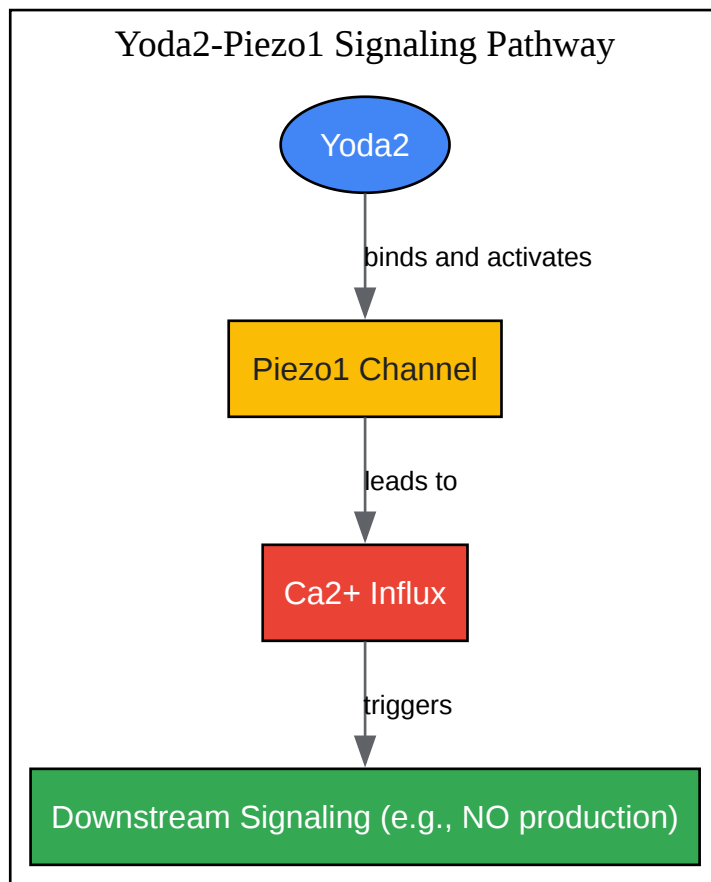 Yoda2-Piezo1 Signaling Pathway
Yoda2
binds and activates
Piezo1 Channel
leads to
Ca2+ Influx
triggers
Downstream Signaling (e.g., NO production)